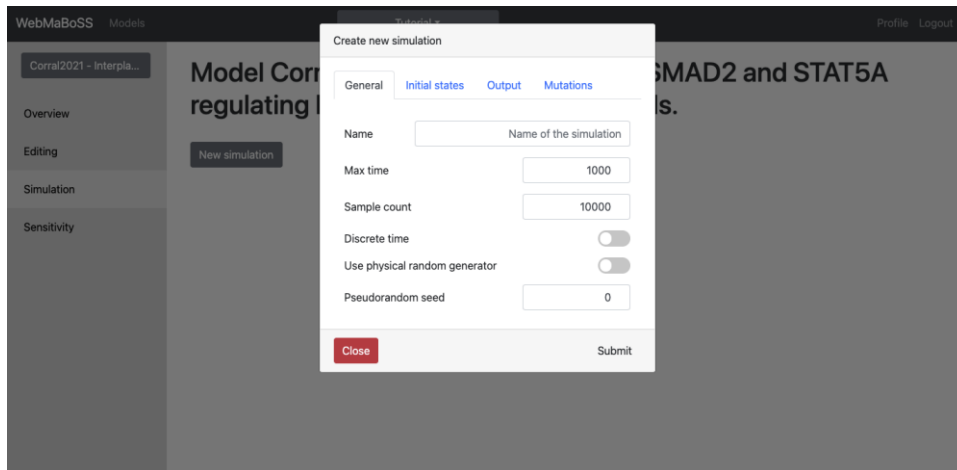 WebMaBoSS Models Tutorial Profile Logout
Create new simulation
Corral2021 - Interpla...
Model Corr SMAD2 and STAT5A
General Initial states Output Mutations
regulating ls.
Overview
Name Name of the simulation
Editing
New simulation
Max time 1000
Simulation
Sample count 10000
Sensitivity
Discrete time
Use physical random generator
Pseudorandom seed 0
Close Submit